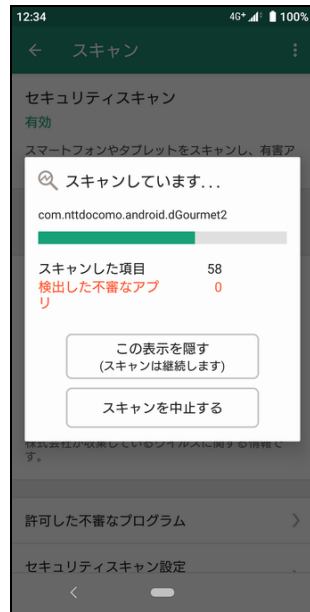 12:34
4G+
100%
スキャン
セキュリティスキャン
有効
スマートフォンやタブレットをスキャンし、有害ア
スキャンしています...
com.nttdocomo.android.dGourmet2
スキャンした項目 58
検出した不審なアプ 0
リ
この表示を隠す
(スキャンは継続します)
スキャンを中止する
株式会社が収集しているウイルスに関する情報で
す。
許可した不審なプログラム
セキュリティスキャン設定